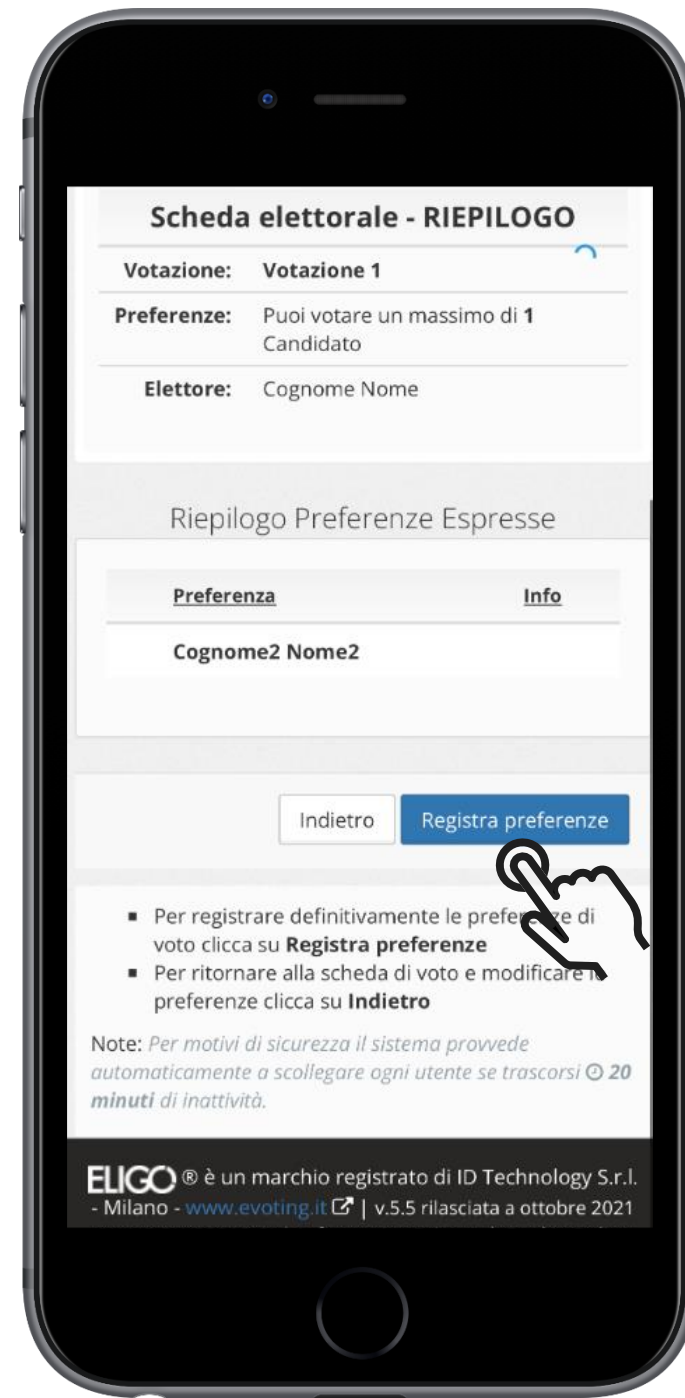 Scheda elettorale - RIEPILOGO
Votazione: Votazione 1
Preferenze: Puoi votare un massimo di 1
Candidato
Elettore: Cognome Nome
Riepilogo Preferenze Espresse
Preferenza Info
Cognome2 Nome2
Indietro Registra preferenze
▪ Per registrare definitivamente le preferenze di
voto clicca su Registra preferenze
▪ Per ritornare alla scheda di voto e modificare le
preferenze clicca su Indietro
Note: Per motivi di sicurezza il sistema provvede
automaticamente a scollegare ogni utente se trascorsi 20
minuti di inattività.
ELIGO ® è un marchio registrato di ID Technology S.r.l.
- Milano - www.evoting.it | v.5.5 rilasciata a ottobre 2021